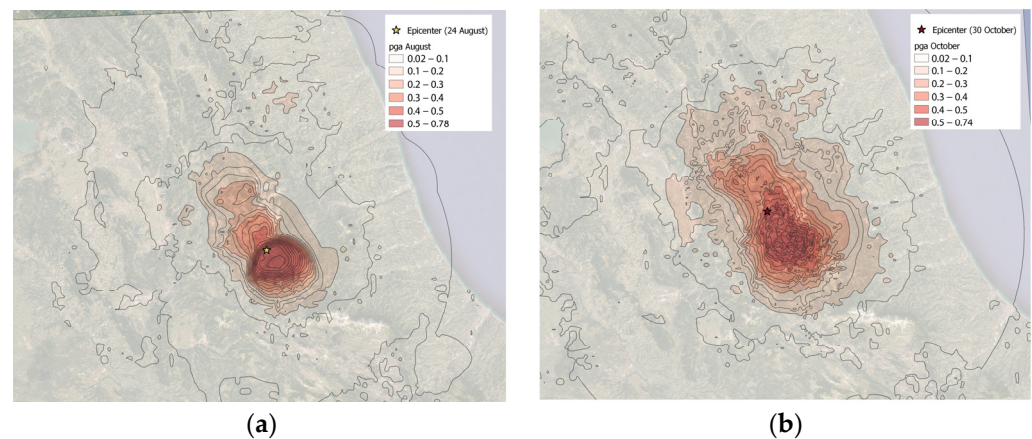 Epicenter (24 August)
pga August
0.02 – 0.1
0.1 – 0.2
0.2 – 0.3
0.3 – 0.4
0.4 – 0.5
0.5 – 0.78
Epicenter (30 October)
pga October
0.02 – 0.1
0.1 – 0.2
0.2 – 0.3
0.3 – 0.4
0.4 – 0.5
0.5 – 0.74
(a)
(b)